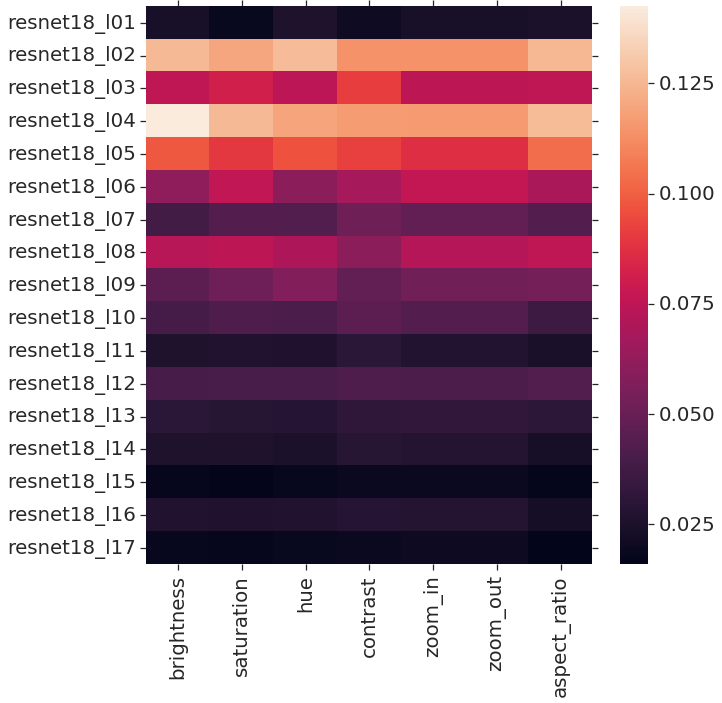 resnet18_l01
resnet18_l02
resnet18_l03
resnet18_l04
resnet18_l05
resnet18_l06
resnet18_l07
resnet18_l08
resnet18_l09
resnet18_l10
resnet18_l11
resnet18_l12
resnet18_l13
resnet18_l14
resnet18_l15
resnet18_l16
resnet18_l17
brightness
saturation
hue
contrast
zoom_in
zoom_out
aspect_ratio
0.125
0.100
0.075
0.050
0.025